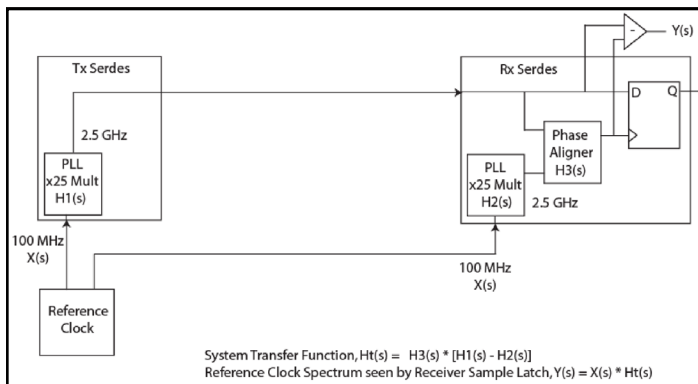 Y(s)
Tx Serdes
Rx Serdes
D
Q
2.5 GHz
Phase
Aligner
H3(s)
PLL
x25 Mult
H1(s)
PLL
x25 Mult
H2(s)
2.5 GHz
100 MHz
X(s)
100 MHz
X(s)
Reference
Clock
System Transfer Function, Ht(s) = H3(s) * [H1(s) - H2(s)]
Reference Clock Spectrum seen by Receiver Sample Latch, Y(s) = X(s) * Ht(s)